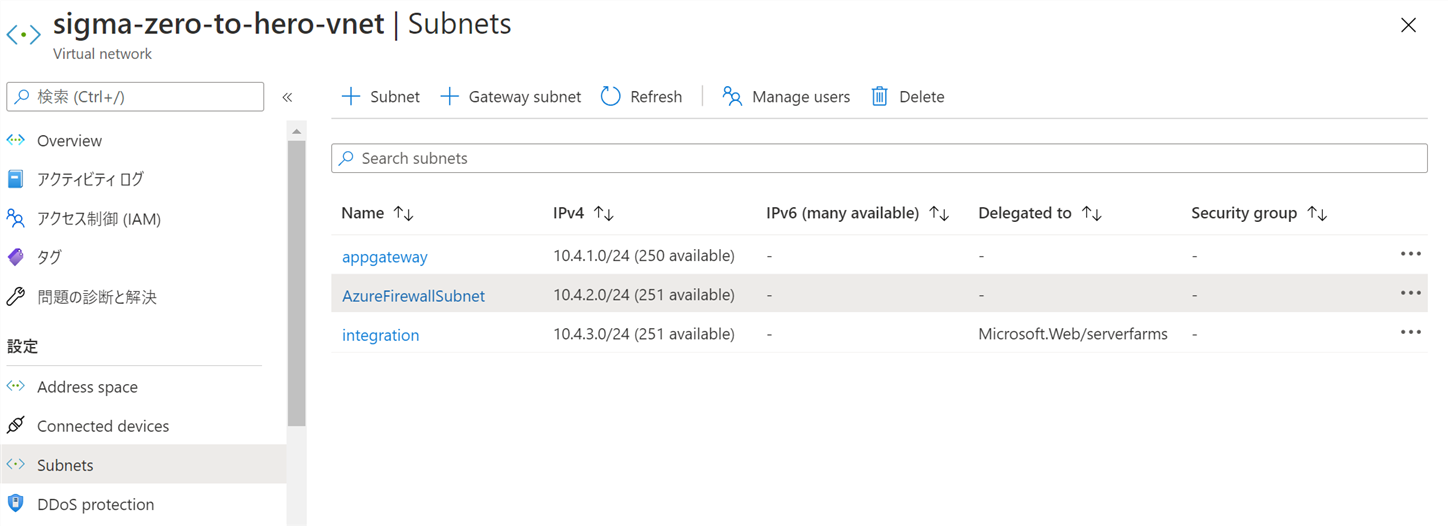 sigma-zero-to-hero-vnet | Subnets
Virtual network
検索 (Ctrl+/)
«
Overview
アクティビティ ログ
アクセス制御 (IAM)
タグ
問題の診断と解決
設定
Address space
Connected devices
Subnets
DDoS protection
+ Subnet + Gateway subnet Refresh Manage users Delete
Search subnets
Name ↑↓ IPv4 ↑↓ IPv6 (many available) ↑↓ Delegated to ↑↓ Security group ↑↓
appgateway 10.4.1.0/24 (250 available) - - - ...
AzureFirewallSubnet 10.4.2.0/24 (251 available) - - - ...
integration 10.4.3.0/24 (251 available) - Microsoft.Web/serverfarms - ...